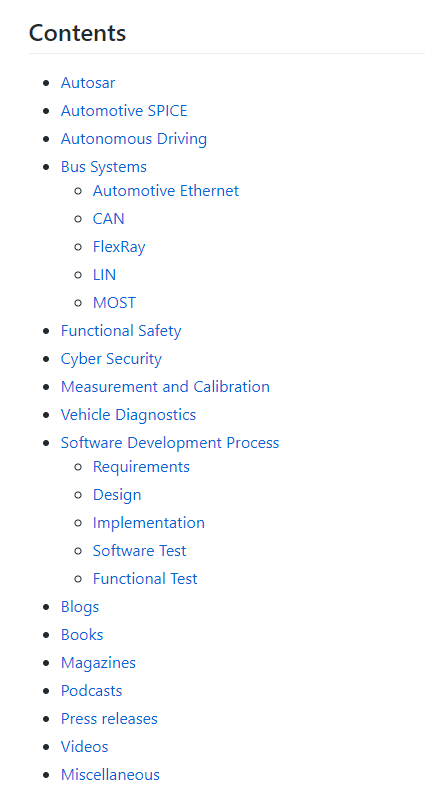 Contents
Autosar
Automotive SPICE
Autonomous Driving
Bus Systems
Automotive Ethernet
CAN
FlexRay
LIN
MOST
Functional Safety
Cyber Security
Measurement and Calibration
Vehicle Diagnostics
Software Development Process
Requirements
Design
Implementation
Software Test
Functional Test
Blogs
Books
Magazines
Podcasts
Press releases
Videos
Miscellaneous